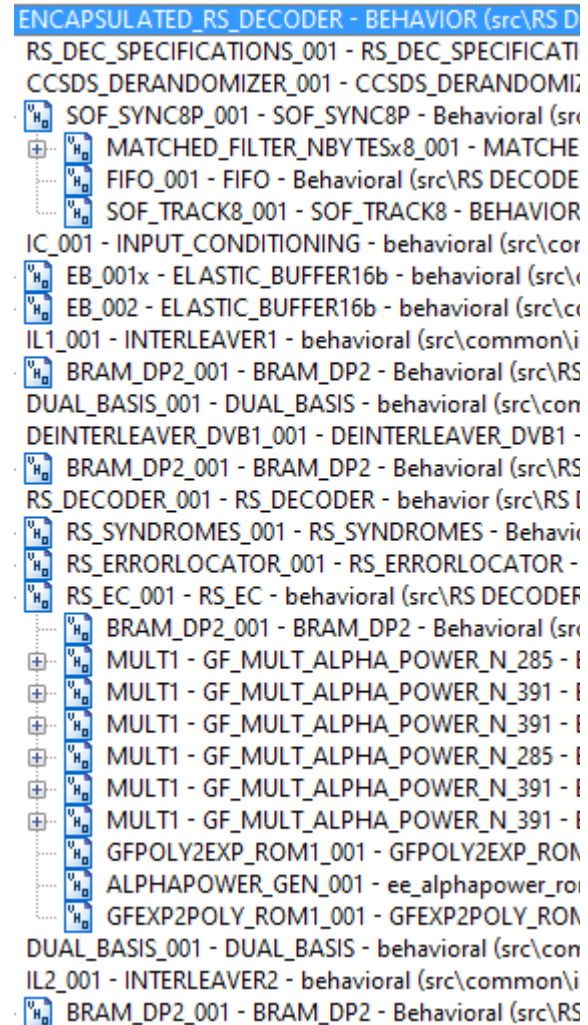 ENCAPSULATED_RS_DECODER - BEHAVIOR (src\RS D
RS_DEC_SPECIFICATIONS_001 - RS_DEC_SPECIFICATI
CCSDS_DERANDOMIZER_001 - CCSDS_DERANDOMIZ
SOF_SYNC8P_001 - SOF_SYNC8P - Behavioral (src
MATCHED_FILTER_NBYTESx8_001 - MATCHE
FIFO_001 - FIFO - Behavioral (src\RS DECODE
SOF_TRACK8_001 - SOF_TRACK8 - BEHAVIOR
IC_001 - INPUT_CONDITIONING - behavioral (src\cor
EB_001x - ELASTIC_BUFFER16b - behavioral (src\c
EB_002 - ELASTIC_BUFFER16b - behavioral (src\co
IL1_001 - INTERLEAVER1 - behavioral (src\common\i
BRAM_DP2_001 - BRAM_DP2 - Behavioral (src\RS
DUAL_BASIS_001 - DUAL_BASIS - behavioral (src\com
DEINTERLEAVER_DVB1_001 - DEINTERLEAVER_DVB1 -
BRAM_DP2_001 - BRAM_DP2 - Behavioral (src\RS
RS_DECODER_001 - RS_DECODER - behavior (src\RS D
RS_SYNDROMES_001 - RS_SYNDROMES - Behavio
RS_ERRORLOCATOR_001 - RS_ERRORLOCATOR -
RS_EC_001 - RS_EC - behavioral (src\RS DECODER
BRAM_DP2_001 - BRAM_DP2 - Behavioral (src
MULT1 - GF_MULT_ALPHA_POWER_N_285 - B
MULT1 - GF_MULT_ALPHA_POWER_N_391 - B
MULT1 - GF_MULT_ALPHA_POWER_N_391 - B
MULT1 - GF_MULT_ALPHA_POWER_N_285 - B
MULT1 - GF_MULT_ALPHA_POWER_N_391 - B
MULT1 - GF_MULT_ALPHA_POWER_N_391 - B
GFPOLY2EXP_ROM1_001 - GFPOLY2EXP_ROM
ALPHAPOWER_GEN_001 - ee_alphapower_ron
GFEXP2POLY_ROM1_001 - GFEXP2POLY_ROM
DUAL_BASIS_001 - DUAL_BASIS - behavioral (src\com
IL2_001 - INTERLEAVER2 - behavioral (src\common\i
BRAM_DP2_001 - BRAM_DP2 - Behavioral (src\RS